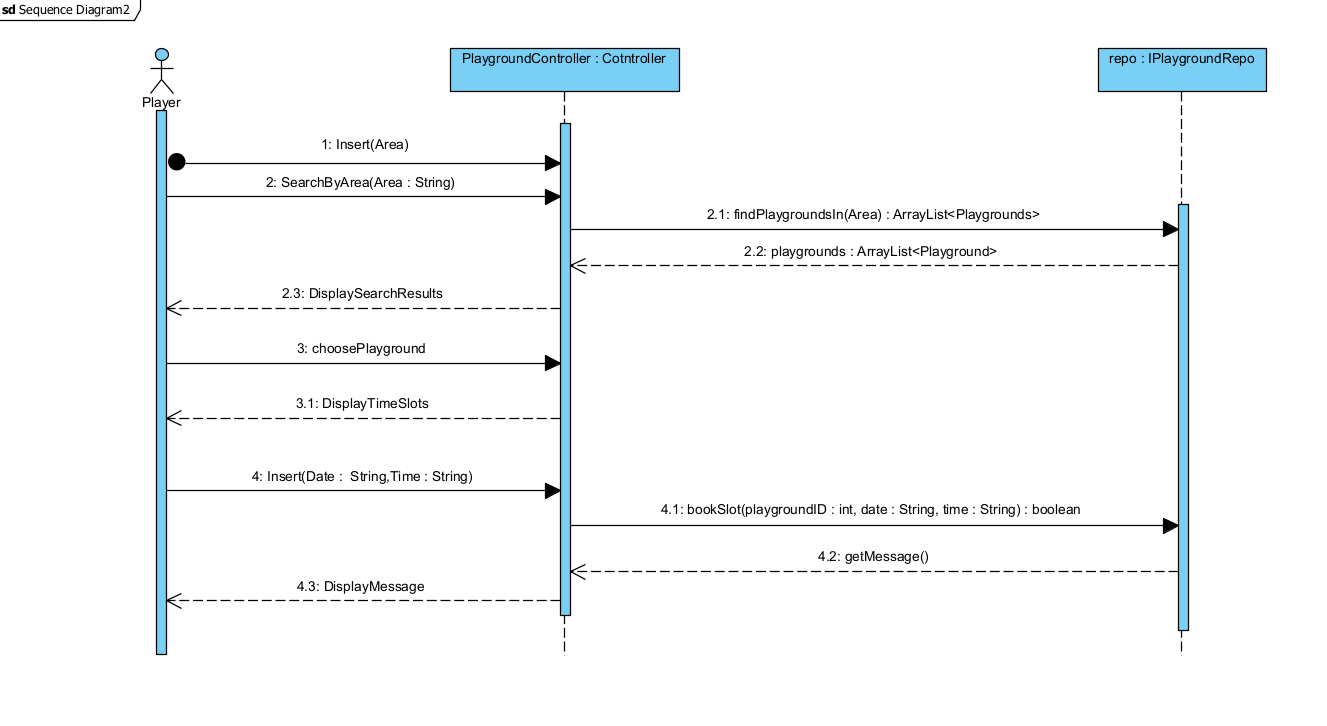 sd Sequence Diagram2
Player
PlaygroundController : Cotntroller
repo : IPlaygroundRepo
1: Insert(Area)
2: SearchByArea(Area : String)
2.1: findPlaygroundsIn(Area) : ArrayList<Playgrounds>
2.2: playgrounds : ArrayList<Playground>
2.3: DisplaySearchResults
3: choosePlayground
3.1: DisplayTimeSlots
4: Insert(Date :  String,Time : String)
4.1: bookSlot(playgroundID : int, date : String, time : String) : boolean
4.2: getMessage()
4.3: DisplayMessage